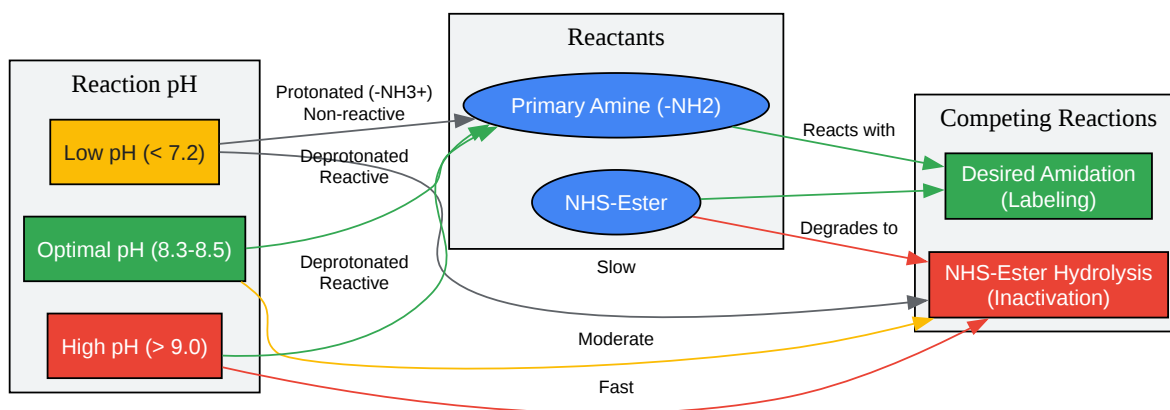 Reaction pH
Low pH (< 7.2)
Optimal pH (8.3-8.5)
High pH (> 9.0)
Protonated (-NH3+)
Non-reactive
Deprotonated
Reactive
Deprotonated
Reactive
Reactants
Primary Amine (-NH2)
NHS-Ester
Slow
Moderate
Fast
Reacts with
Degrades to
Competing Reactions
Desired Amidation
(Labeling)
NHS-Ester Hydrolysis
(Inactivation)